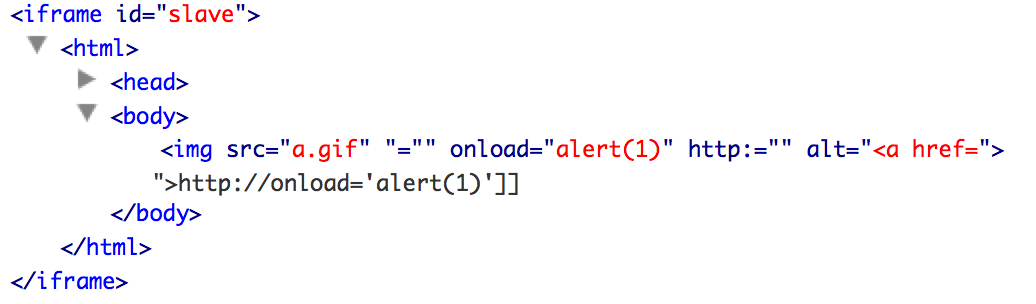 <iframe id="slave">
<html>
<head>
<body>
<img src="a.gif" "="" onload="alert(1)" http:="" alt="<a href=">
">http://onload='alert(1)']]
</body>
</html>
</iframe>